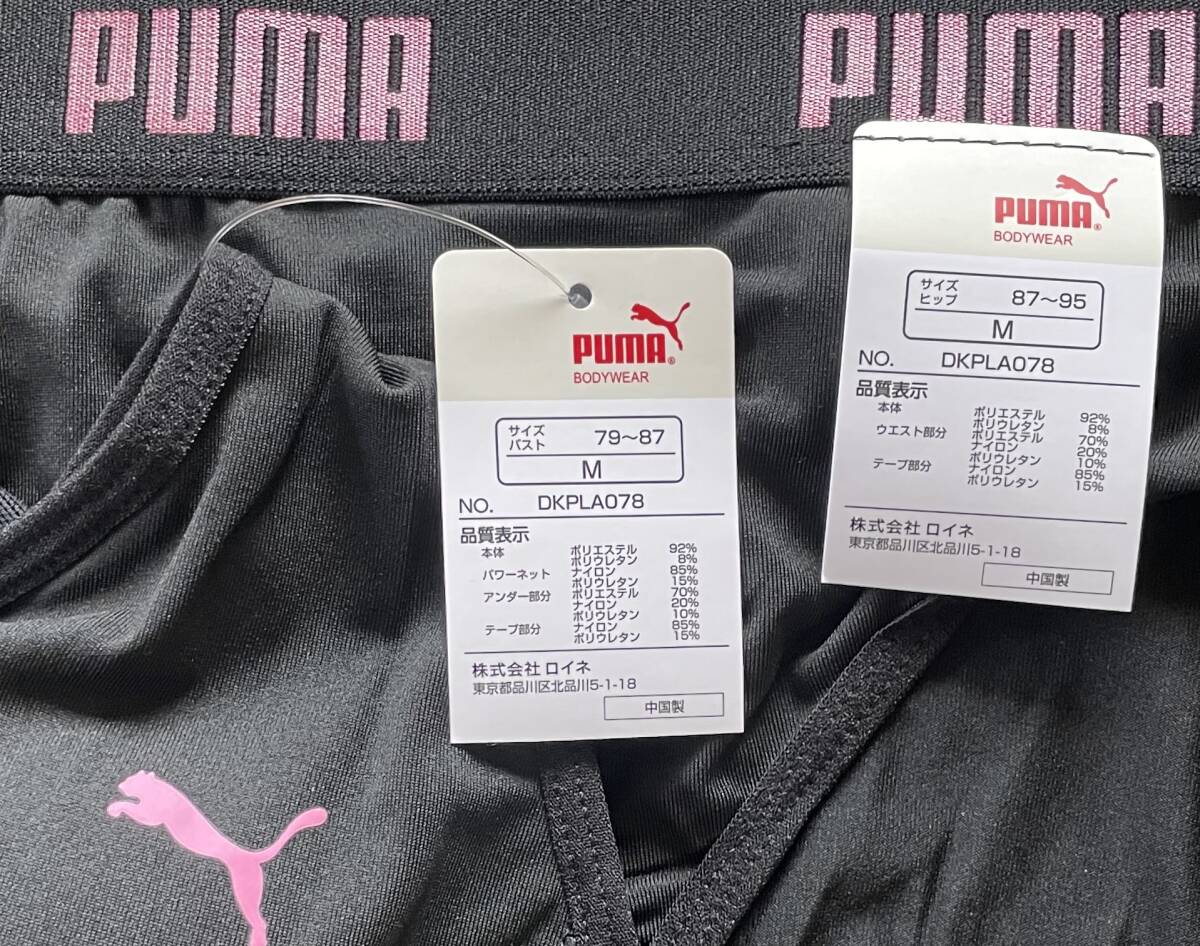 PUMA
PUMA
PUMA®
BODYWEAR
サイズ
バスト 79～87
M
NO. DKPLA078
品質表示
本体 ポリエステル 92%
ポリウレタン 8%
パワーネット ナイロン 85%
ポリウレタン 15%
アンダー部分 ポリエステル 70%
ナイロン 20%
ポリウレタン 10%
テープ部分 ナイロン 85%
ポリウレタン 15%
株式会社 ロイネ
東京都品川区北品川5-1-18
中国製
PUMA®
BODYWEAR
サイズ
ヒップ 87～95
M
NO. DKPLA078
品質表示
本体 ポリエステル 92%
ポリウレタン 8%
ウエスト部分 ポリエステル 70%
ナイロン 20%
ポリウレタン 10%
テープ部分 ナイロン 85%
ポリウレタン 15%
株式会社 ロイネ
東京都品川区北品川5-1-18
中国製